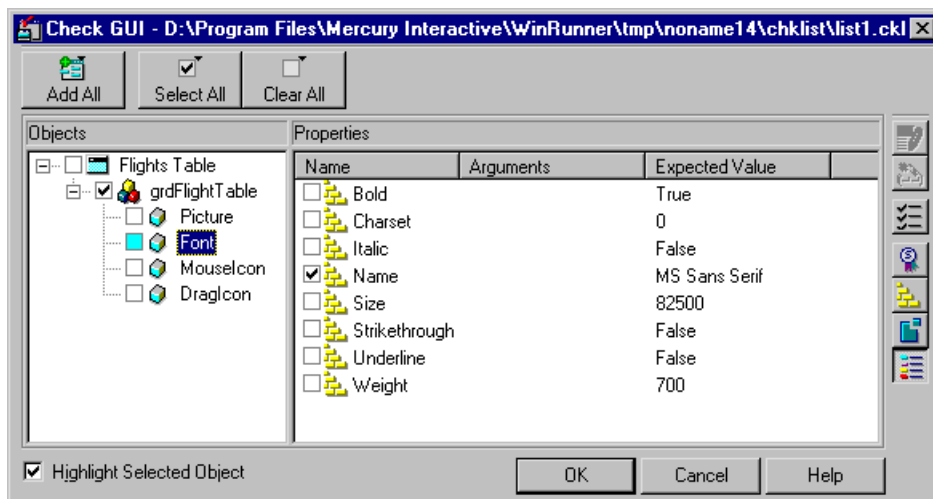 Check GUI - D:\Program Files\Mercury Interactive\WinRunner\tmp\noname14\chklist\list1.ckl
Add All Select All Clear All
Objects
Flights Table
grdFlightTable
Picture
Font
MouseIcon
DragIcon
Properties
Name Arguments Expected Value
Bold True
Charset 0
Italic False
Name MS Sans Serif
Size 82500
Strikethrough False
Underline False
Weight 700
Highlight Selected Object
OK Cancel Help